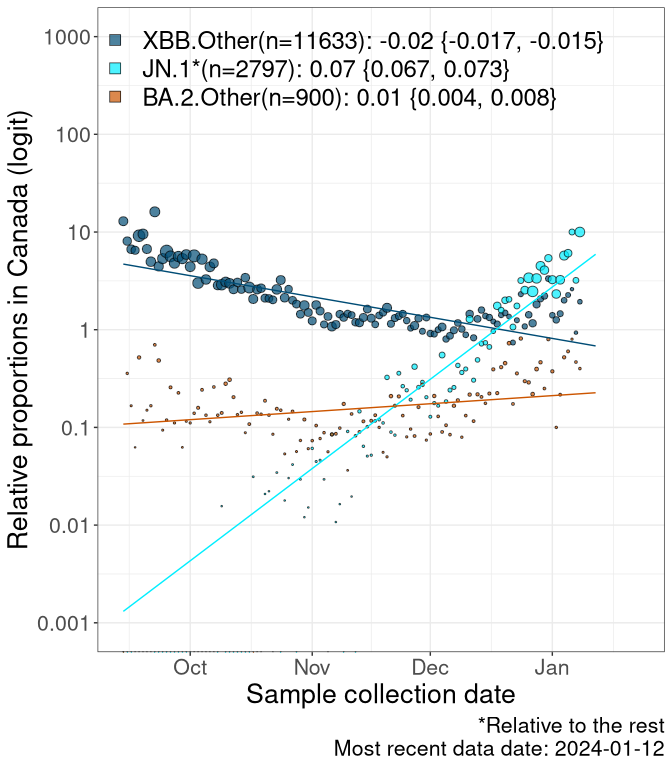 XBB.Other(n=11633): -0.02 {-0.017, -0.015}
JN.1*(n=2797): 0.07 {0.067, 0.073}
BA.2.Other(n=900): 0.01 {0.004, 0.008}
Relative proportions in Canada (logit)
1000
100
10
1
0.1
0.01
0.001
Oct Nov Dec Jan
Sample collection date
*Relative to the rest
Most recent data date: 2024-01-12